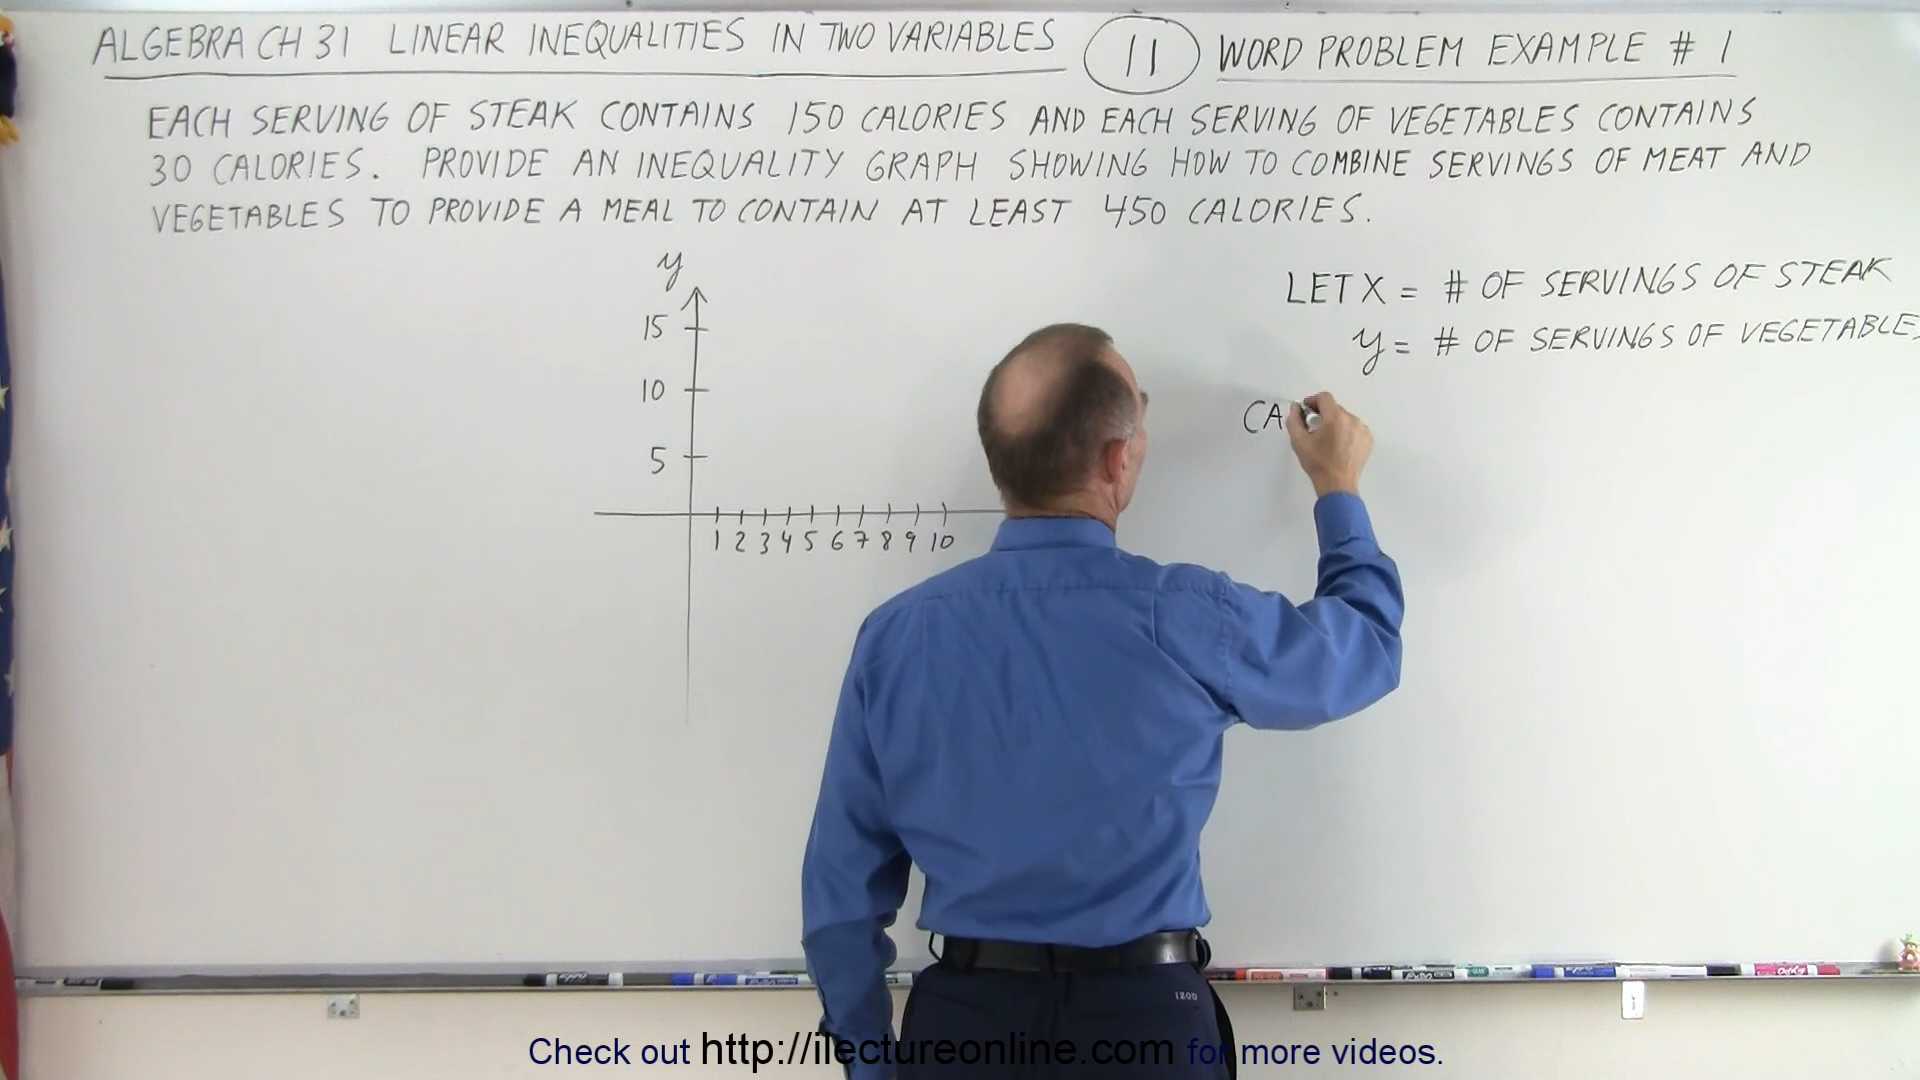 ALGEBRA CH 31 LINEAR INEQUALITIES IN TWO VARIABLES 11 WORD PROBLEM EXAMPLE # 1
EACH SERVING OF STEAK CONTAINS 150 CALORIES AND EACH SERVING OF VEGETABLES CONTAINS
30 CALORIES. PROVIDE AN INEQUALITY GRAPH SHOWING HOW TO COMBINE SERVINGS OF MEAT AND
VEGETABLES TO PROVIDE A MEAL TO CONTAIN AT LEAST 450 CALORIES.
y
15
10
5
1 2 3 4 5 6 7 8 9 10
LET X = # OF SERVINGS OF STEAK
y = # OF SERVINGS OF VEGETABLES
CA
Check out http://ilectureonline.com for more videos.